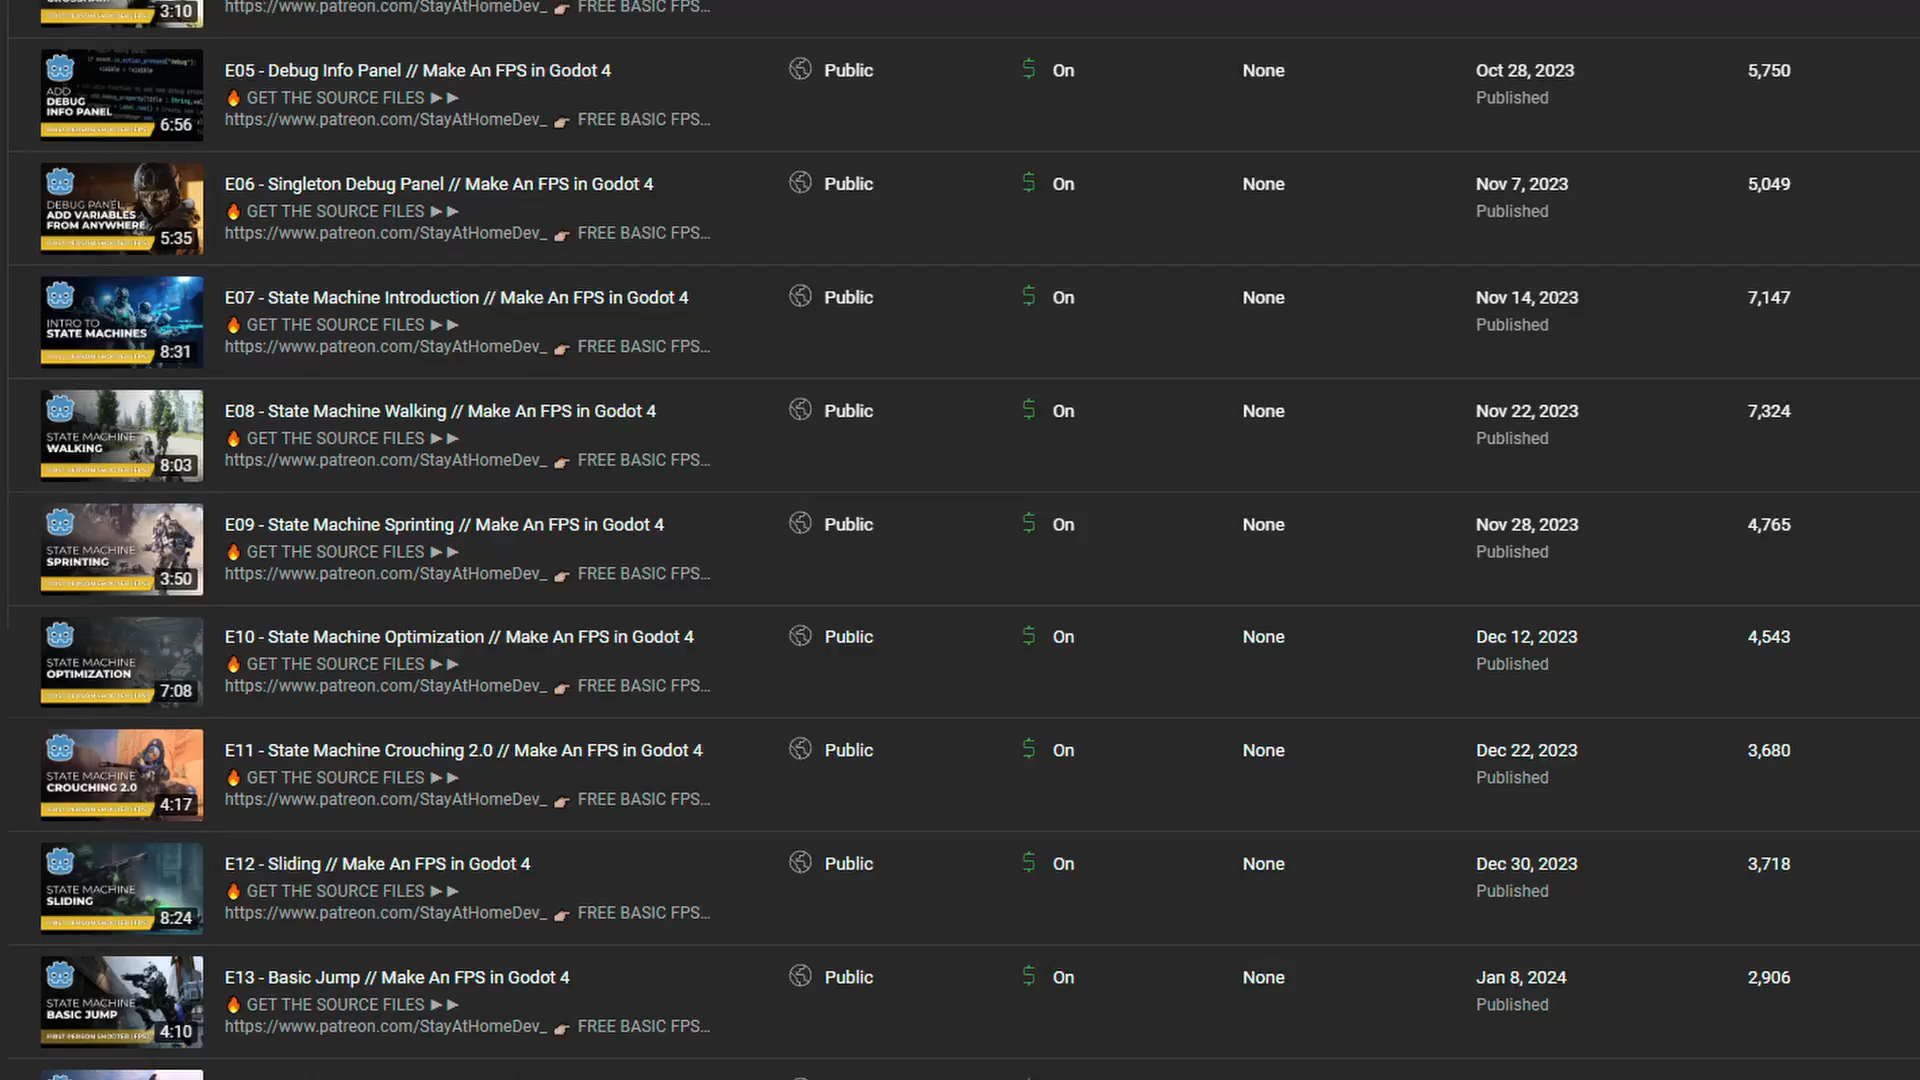 3:10
https://www.patreon.com/StayAtHomeDev_ 👉 FREE BASIC FPS...
ADD
DEBUG
INFO PANEL
6:56
E05 - Debug Info Panel // Make An FPS in Godot 4
🔥 GET THE SOURCE FILES ►►
https://www.patreon.com/StayAtHomeDev_ 👉 FREE BASIC FPS...
Public
On
None
Oct 28, 2023
Published
5,750
DEBUG PANEL
ADD VARIABLES
FROM ANYWHERE
5:35
E06 - Singleton Debug Panel // Make An FPS in Godot 4
🔥 GET THE SOURCE FILES ►►
https://www.patreon.com/StayAtHomeDev_ 👉 FREE BASIC FPS...
Public
On
None
Nov 7, 2023
Published
5,049
INTRO TO
STATE MACHINES
8:31
E07 - State Machine Introduction // Make An FPS in Godot 4
🔥 GET THE SOURCE FILES ►►
https://www.patreon.com/StayAtHomeDev_ 👉 FREE BASIC FPS...
Public
On
None
Nov 14, 2023
Published
7,147
STATE MACHINE
WALKING
8:03
E08 - State Machine Walking // Make An FPS in Godot 4
🔥 GET THE SOURCE FILES ►►
https://www.patreon.com/StayAtHomeDev_ 👉 FREE BASIC FPS...
Public
On
None
Nov 22, 2023
Published
7,324
STATE MACHINE
SPRINTING
3:50
E09 - State Machine Sprinting // Make An FPS in Godot 4
🔥 GET THE SOURCE FILES ►►
https://www.patreon.com/StayAtHomeDev_ 👉 FREE BASIC FPS...
Public
On
None
Nov 28, 2023
Published
4,765
STATE MACHINE
OPTIMIZATION
7:08
E10 - State Machine Optimization // Make An FPS in Godot 4
🔥 GET THE SOURCE FILES ►►
https://www.patreon.com/StayAtHomeDev_ 👉 FREE BASIC FPS...
Public
On
None
Dec 12, 2023
Published
4,543
STATE MACHINE
CROUCHING 2.0
4:17
E11 - State Machine Crouching 2.0 // Make An FPS in Godot 4
🔥 GET THE SOURCE FILES ►►
https://www.patreon.com/StayAtHomeDev_ 👉 FREE BASIC FPS...
Public
On
None
Dec 22, 2023
Published
3,680
STATE MACHINE
SLIDING
8:24
E12 - Sliding // Make An FPS in Godot 4
🔥 GET THE SOURCE FILES ►►
https://www.patreon.com/StayAtHomeDev_ 👉 FREE BASIC FPS...
Public
On
None
Dec 30, 2023
Published
3,718
STATE MACHINE
BASIC JUMP
FIRST PERSON SHOOTER (FPS)
4:10
E13 - Basic Jump // Make An FPS in Godot 4
🔥 GET THE SOURCE FILES ►►
https://www.patreon.com/StayAtHomeDev_ 👉 FREE BASIC FPS...
Public
On
None
Jan 8, 2024
Published
2,906